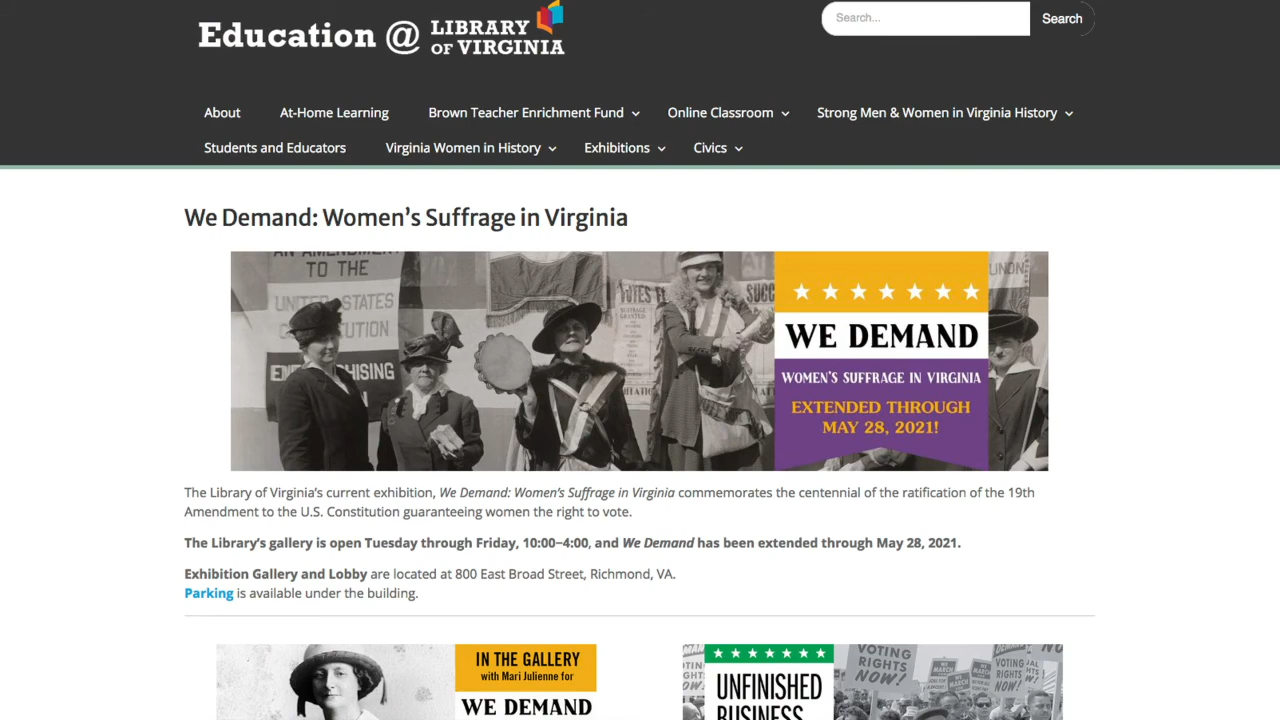 Education @ LIBRARY OF VIRGINIA
Search...
Search
About
At-Home Learning
Brown Teacher Enrichment Fund
Online Classroom
Strong Men & Women in Virginia History
Students and Educators
Virginia Women in History
Exhibitions
Civics
We Demand: Women's Suffrage in Virginia
AN AMENDMENT
TO THE
UNITED STATES
WE DEMAND
WOMEN'S SUFFRAGE IN VIRGINIA
EXTENDED THROUGH
MAY 28, 2021!
The Library of Virginia's current exhibition, We Demand: Women's Suffrage in Virginia commemorates the centennial of the ratification of the 19th
Amendment to the U.S. Constitution guaranteeing women the right to vote.
The Library's gallery is open Tuesday through Friday, 10:00–4:00, and We Demand has been extended through May 28, 2021.
Exhibition Gallery and Lobby are located at 800 East Broad Street, Richmond, VA.
Parking is available under the building.
IN THE GALLERY
with Mari Julienne for
WE DEMAND
UNFINISHED
BUSINESS
VOTING
RIGHTS
NOW!
VOTING
RIGHTS
NOW!